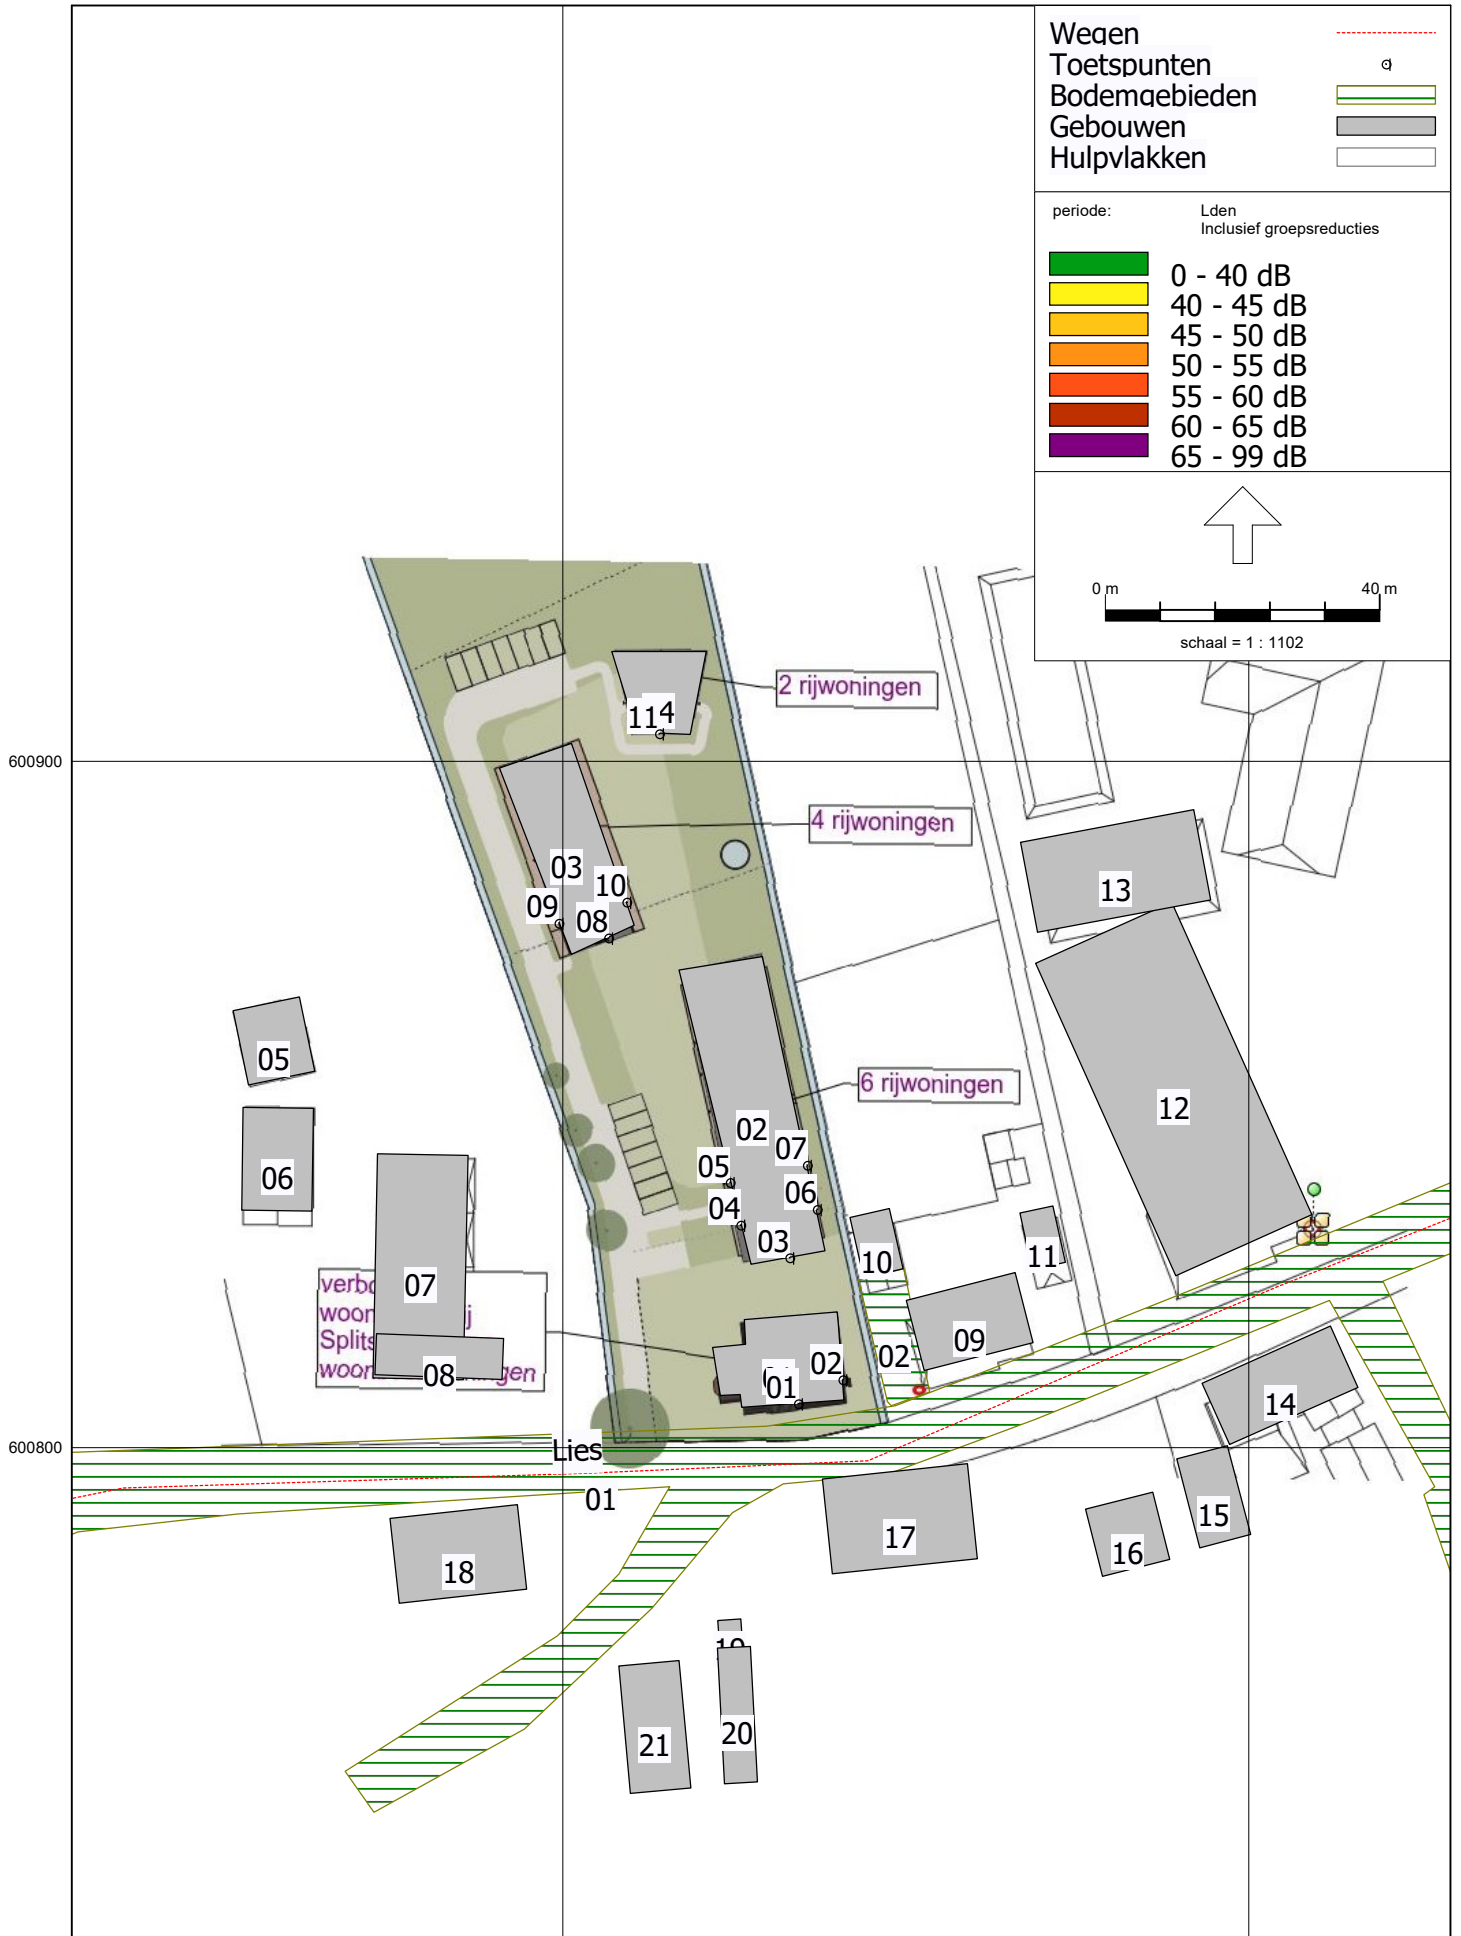 Wegen
Toetspunten
Bodemgebieden
Gebouwen
Hulpvlakken
periode: Lden
Inclusief groepsreducties
0 - 40 dB
40 - 45 dB
45 - 50 dB
50 - 55 dB
55 - 60 dB
60 - 65 dB
65 - 99 dB
0 m 40 m
schaal = 1 : 1102
2 rijwoningen
11 4
600900
4 rijwoningen
03
13
10
09
08
05
6 rijwoningen
12
02
07
06
05
06
04
03
10
11
07
08
02
09
02
01
14
600800
Lies
01
15
17
16
18
19
20
21